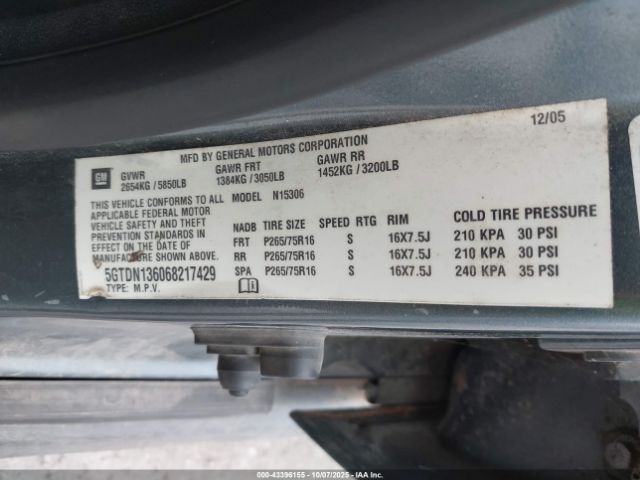 12/05
MFD BY GENERAL MOTORS CORPORATION
GM GVWR GAWR FRT GAWR RR
2654KG / 5850LB 1384KG / 3050LB 1452KG / 3200LB
THIS VEHICLE CONFORMS TO ALL MODEL N15306
APPLICABLE FEDERAL MOTOR
VEHICLE SAFETY AND THEFT
PREVENTION STANDARDS IN
EFFECT ON THE DATE OF
MANUFACTURE SHOWN ABOVE.
5GTDN136068217429
TYPE: M.P.V.
NADB TIRE SIZE SPEED RTG RIM COLD TIRE PRESSURE
FRT P265/75R16 S 16X7.5J 210 KPA 30 PSI
RR P265/75R16 S 16X7.5J 210 KPA 30 PSI
SPA P265/75R16 S 16X7.5J 240 KPA 35 PSI
000-43396155 - 10/07/2025 - IAAI.com